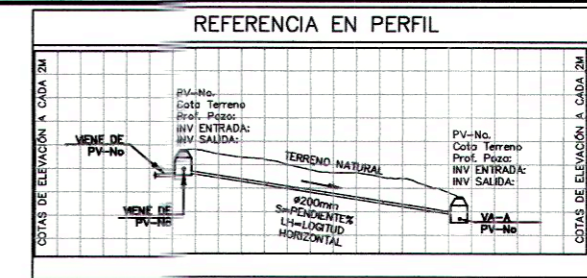 REFERENCIA EN PERFIL
COTAS DE ELEVACIÓN A CADA 2M
PV-No.
Cota Terreno
Prof. Pozo:
INV ENTRADA:
INV SALIDA:
VIENE DE
PV-No
VIENE DE
PV-No
TERRENO NATURAL
ø200mm
S=PENDIENTE%
LH=LOGITUD
HORIZONTAL
PV-No.
Cota Terreno
Prof. Pozo:
INV ENTRADA:
INV SALIDA:
VA-A
PV-No
COTAS DE ELEVACIÓN A CADA 2M